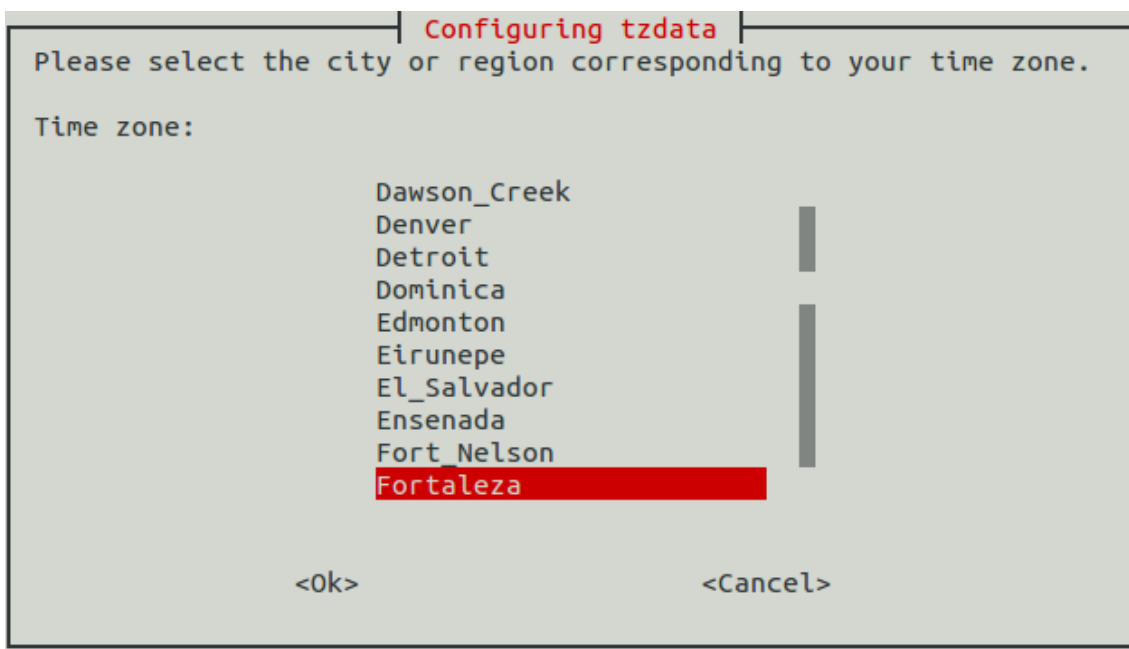 Configuring tzdata
Please select the city or region corresponding to your time zone.
Time zone:
Dawson_Creek
Denver
Detroit
Dominica
Edmonton
Eirunepe
El_Salvador
Ensenada
Fort_Nelson
Fortaleza
<Ok> <Cancel>